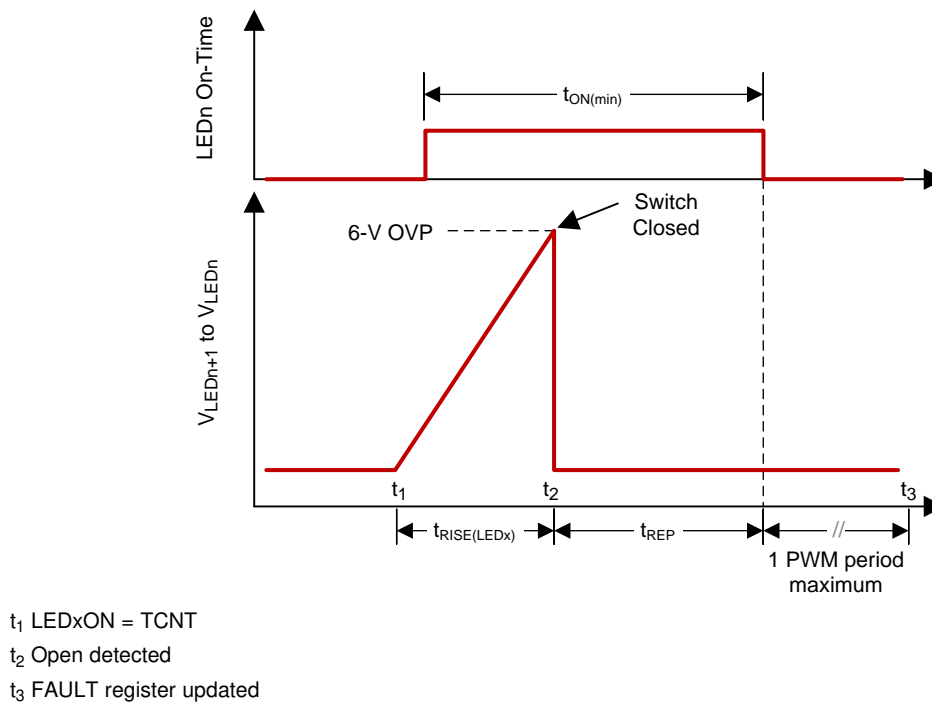 LEDn On-Time
tON(min)
VLEDn+1 to VLEDn
6-V OVP
Switch
Closed
t1
t2
t3
tRISE(LEDx)
tREP
//
1 PWM period
maximum
t1 LEDxON = TCNT
t2 Open detected
t3 FAULT register updated